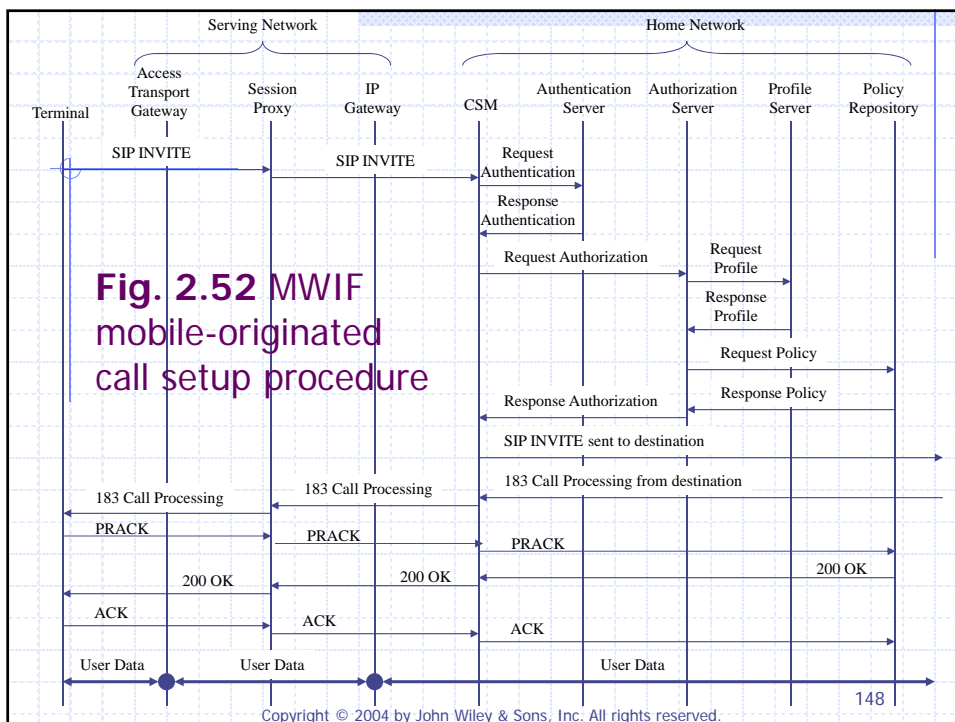 Serving Network
Home Network
Terminal
Access
Transport
Gateway
Session
Proxy
IP
Gateway
CSM
Authentication
Server
Authorization
Server
Profile
Server
Policy
Repository
SIP INVITE
SIP INVITE
Request
Authentication
Response
Authentication
Request Authorization
Request
Profile
Response
Profile
Request Policy
Response Policy
Response Authorization
Fig. 2.52 MWIF
mobile-originated
call setup procedure
SIP INVITE sent to destination
183 Call Processing from destination
183 Call Processing
183 Call Processing
PRACK
PRACK
PRACK
200 OK
200 OK
200 OK
ACK
ACK
ACK
User Data
User Data
User Data
148
Copyright © 2004 by John Wiley & Sons, Inc. All rights reserved.